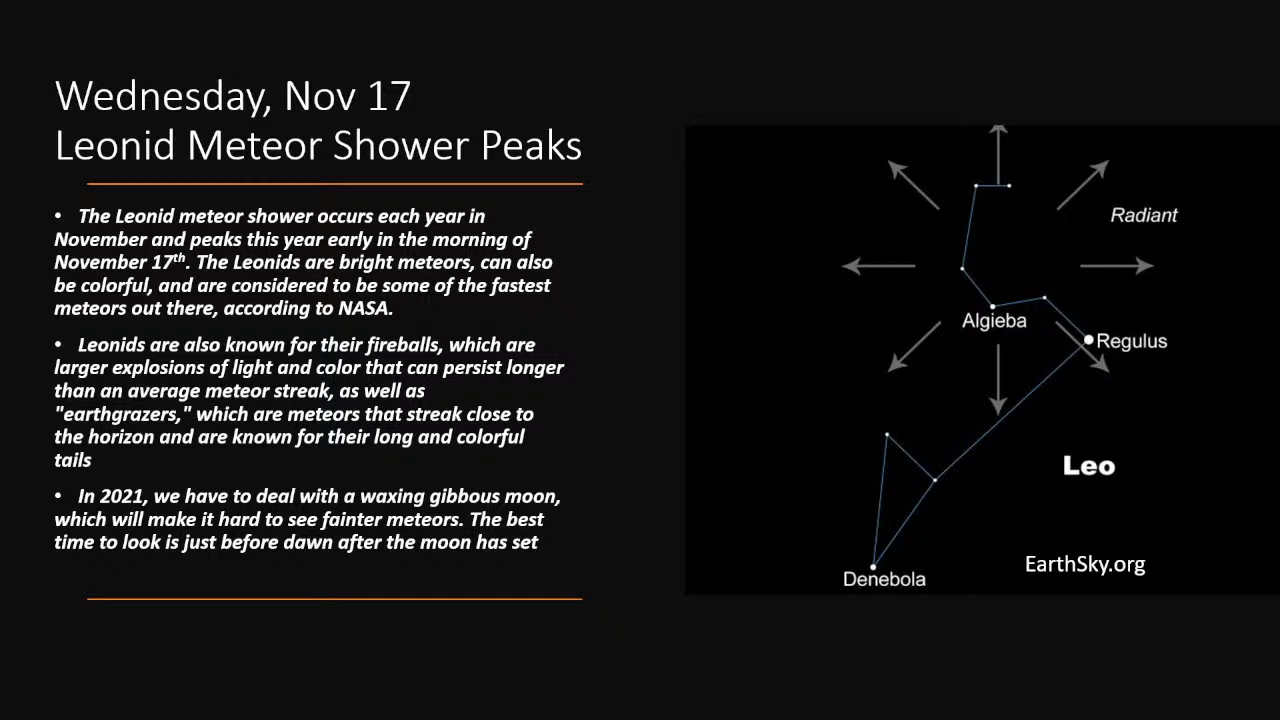 Wednesday, Nov 17
Leonid Meteor Shower Peaks
• The Leonid meteor shower occurs each year in
November and peaks this year early in the morning of
November 17th. The Leonids are bright meteors, can also
be colorful, and are considered to be some of the fastest
meteors out there, according to NASA.
• Leonids are also known for their fireballs, which are
larger explosions of light and color that can persist longer
than an average meteor streak, as well as
"earthgrazers," which are meteors that streak close to
the horizon and are known for their long and colorful
tails
• In 2021, we have to deal with a waxing gibbous moon,
which will make it hard to see fainter meteors. The best
time to look is just before dawn after the moon has set
Radiant
Algieba
Regulus
Leo
EarthSky.org
Denebola